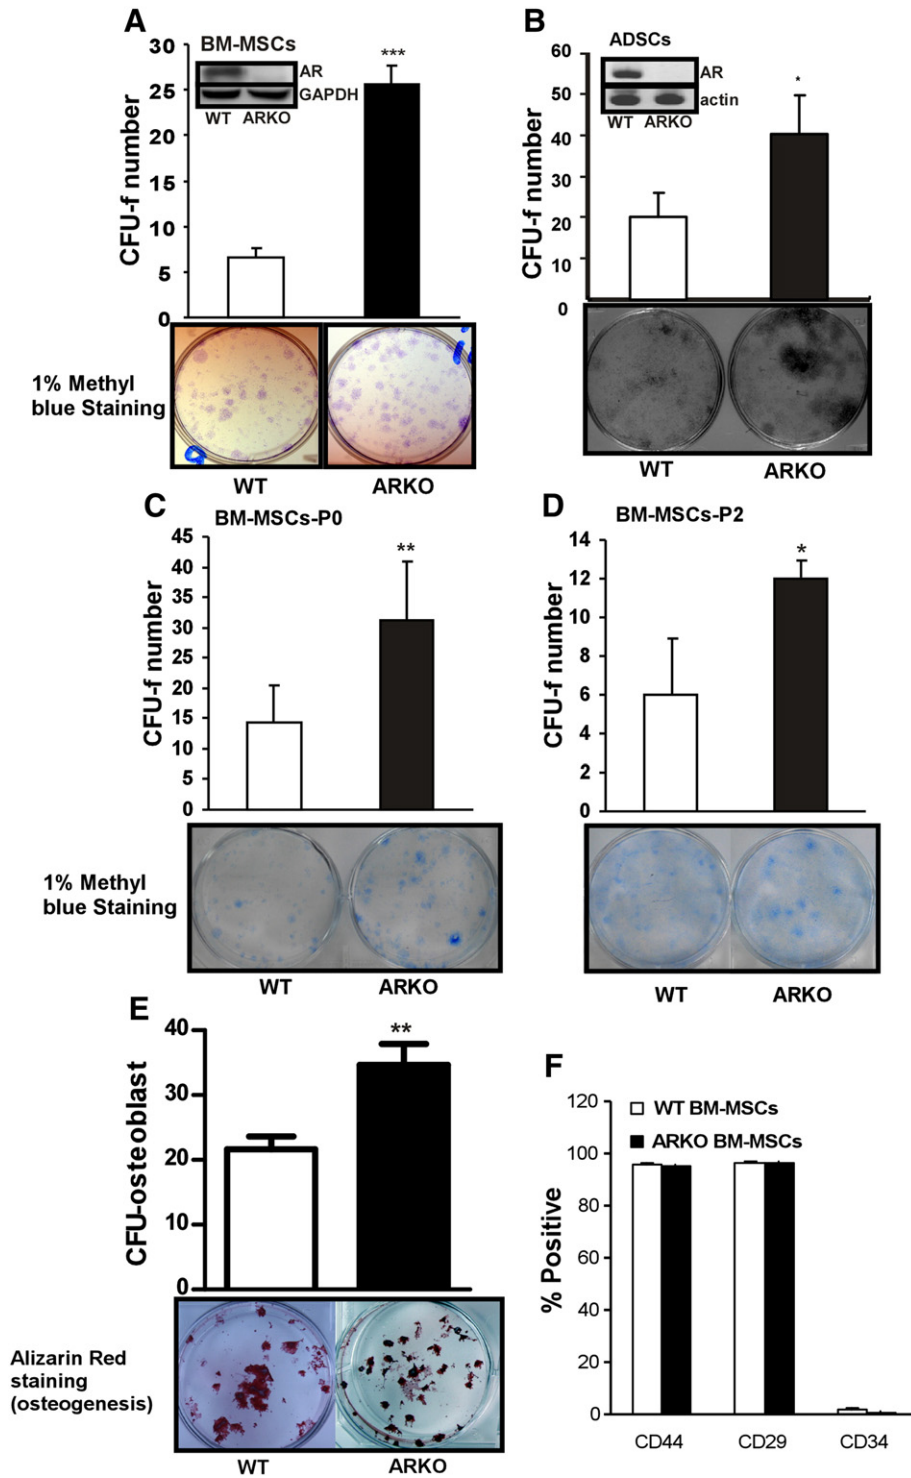 A
BM-MSCs
30
25
20
15
10
5
0
CFU-f number
***
AR
GAPDH
WT ARKO
1% Methyl
blue Staining
WT ARKO
B
ADSCs
60
50
40
30
20
10
0
CFU-f number
*
AR
actin
WT ARKO
WT ARKO
C
BM-MSCs-P0
45
40
35
30
25
20
15
10
5
0
CFU-f number
**
1% Methyl
blue Staining
WT ARKO
D
BM-MSCs-P2
14
12
10
8
6
4
2
0
CFU-f number
*
WT ARKO
E
40
30
20
10
0
CFU-osteoblast
**
Alizarin Red
staining
(osteogenesis)
WT ARKO
F
120
100
80
60
40
20
0
% Positive
WT BM-MSCs
ARKO BM-MSCs
CD44 CD29 CD34